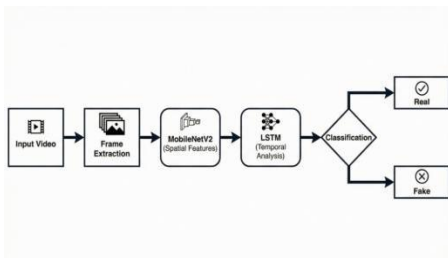 Input Video
Frame
Extraction
MobileNetV2
(Spatial Features)
LSTM
(Temporal
Analysis)
Classification
Real
Fake